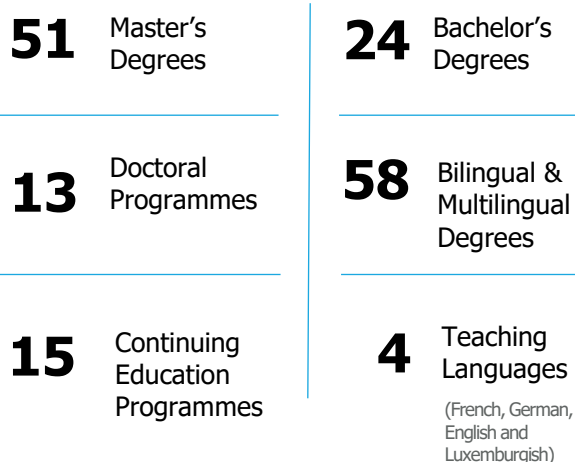 51 Master's
Degrees
24 Bachelor's
Degrees
13 Doctoral
Programmes
58 Bilingual &
Multilingual
Degrees
15 Continuing
Education
Programmes
4 Teaching
Languages
(French, German,
English and
Luxemburgish)